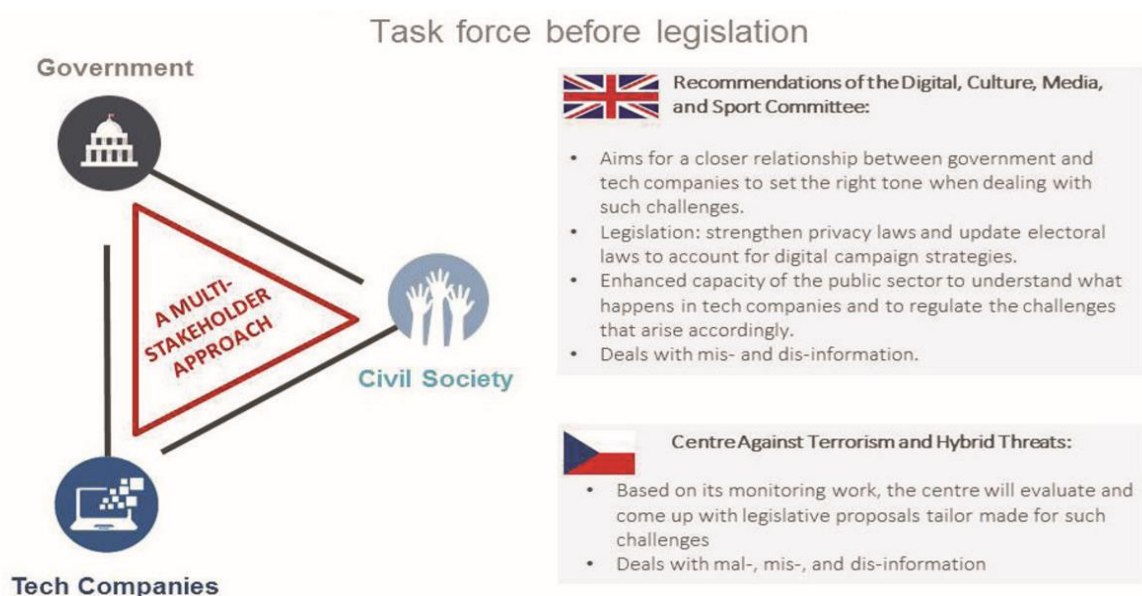 Task force before legislation
Government
A MULTI-
STAKEHOLDER
APPROACH
Civil Society
Tech Companies
Recommendations of the Digital, Culture, Media,
and Sport Committee:
• Aims for a closer relationship between government and
tech companies to set the right tone when dealing with
such challenges.
• Legislation: strengthen privacy laws and update electoral
laws to account for digital campaign strategies.
• Enhanced capacity of the public sector to understand what
happens in tech companies and to regulate the challenges
that arise accordingly.
• Deals with mis- and dis-information.
Centre Against Terrorism and Hybrid Threats:
• Based on its monitoring work, the centre will evaluate and
come up with legislative proposals tailor made for such
challenges
• Deals with mal-, mis-, and dis-information